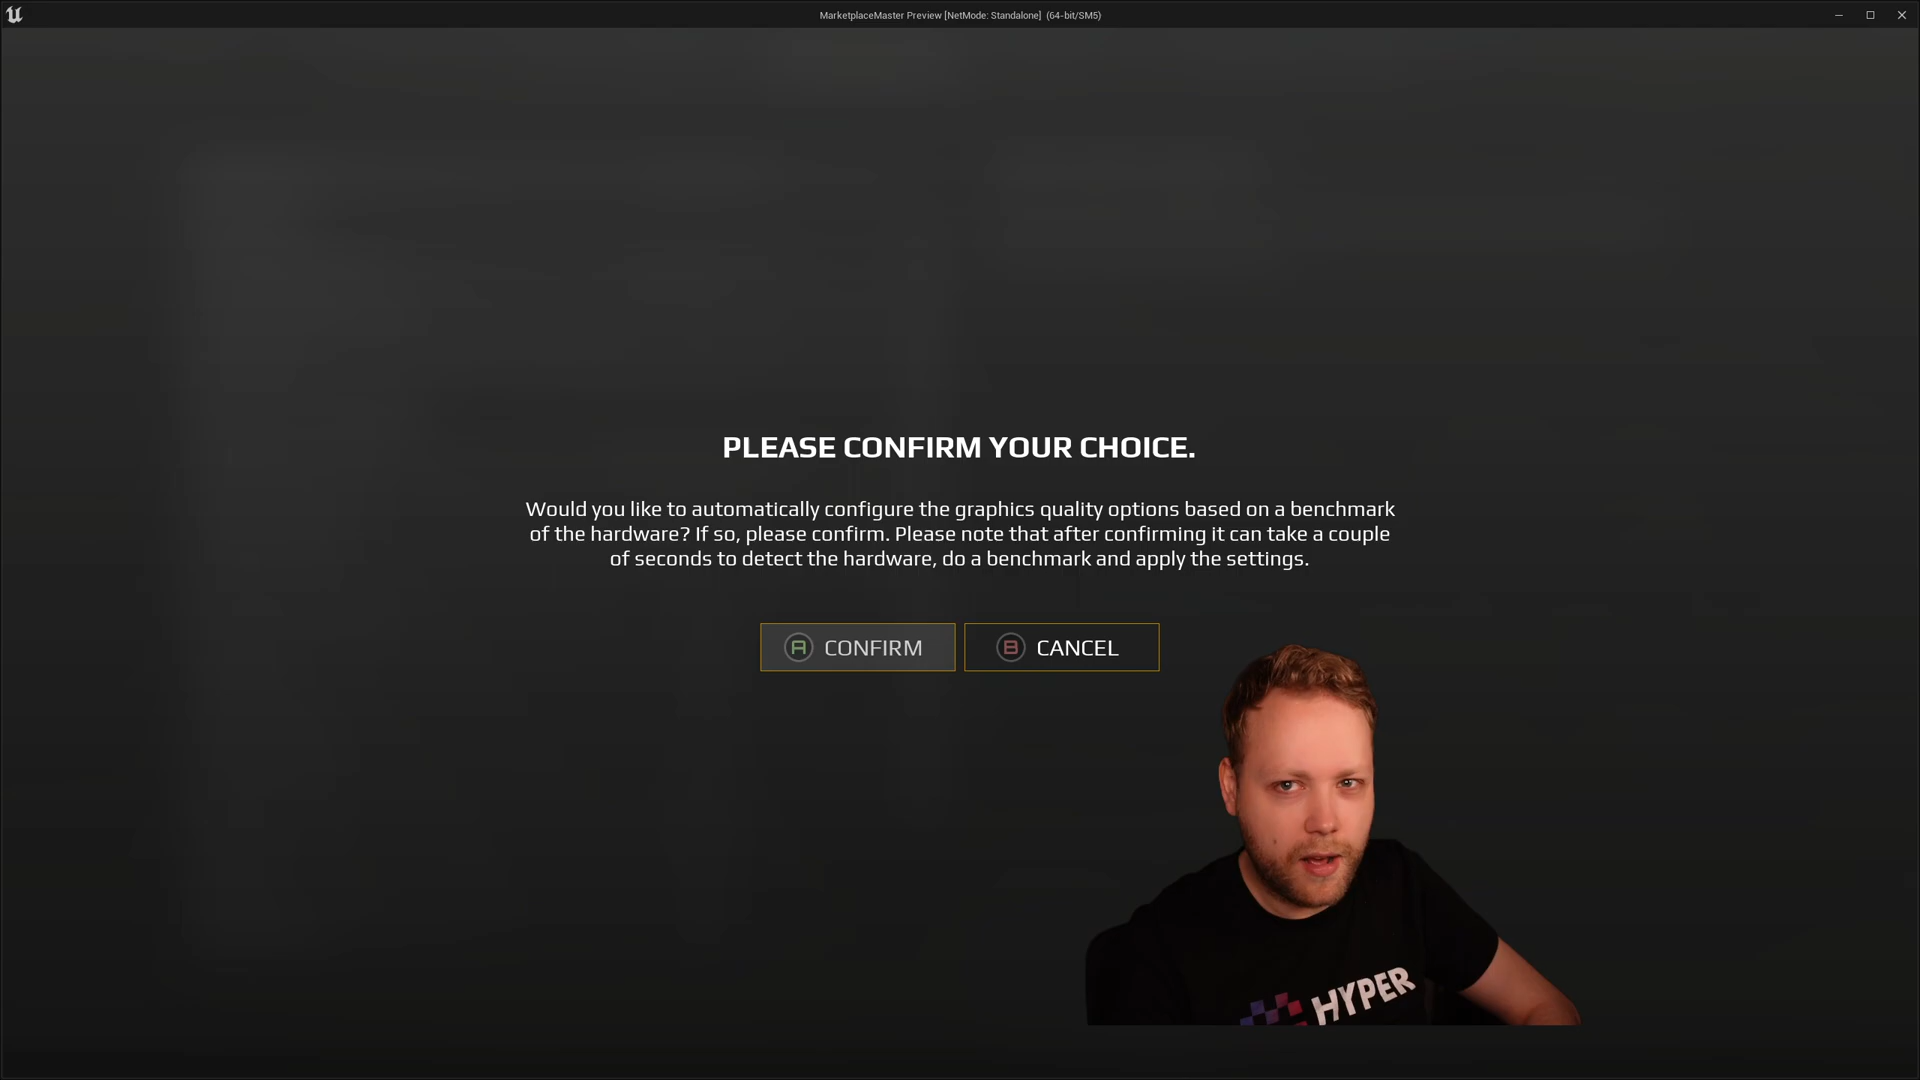 MarketplaceMaster Preview [NetMode: Standalone]  (64-bit/SM5)
PLEASE CONFIRM YOUR CHOICE.
Would you like to automatically configure the graphics quality options based on a benchmark
of the hardware? If so, please confirm. Please note that after confirming it can take a couple
of seconds to detect the hardware, do a benchmark and apply the settings.
A CONFIRM B CANCEL
HYPER